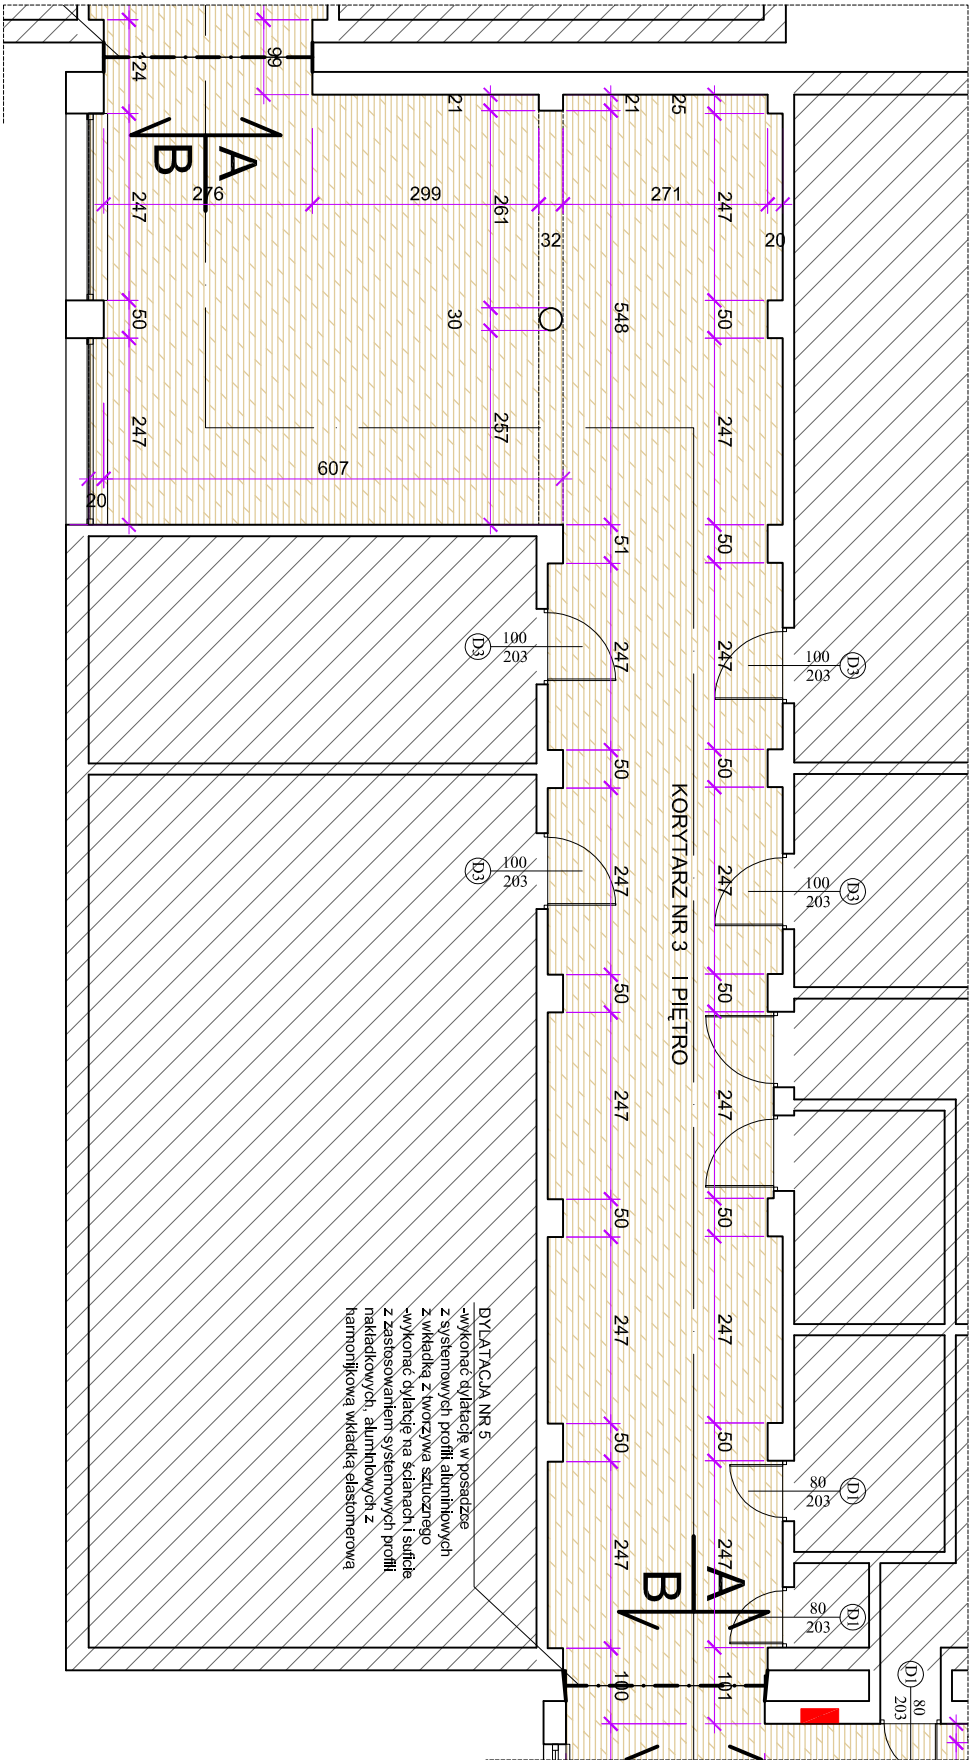 124
99
21
21
25
A
B
276
299
271
247
261
247
32
20
50
30
548
50
247
257
247
607
20
51
50
100
203
D3
247
247
100
203
D3
50
50
KORYTARZ NR 3 I PIĘTRO
100
203
D3
247
247
100
203
D3
50
50
247
247
50
50
247
247
DYLATACJA NR 5
-wykonać dylatację w posadzce
z systemowych profili aluminiowych
z wkładką z tworzywa sztucznego
-wykonać dylatcję na ścianach i suficie
z zastosowaniem systemowych profili
nakładkowych, aluminiowych z
harmonijkową wkładką elastomerową
50
50
80
203
D1
247
247
A
B
80
203
D1
100
101
D1
80
203